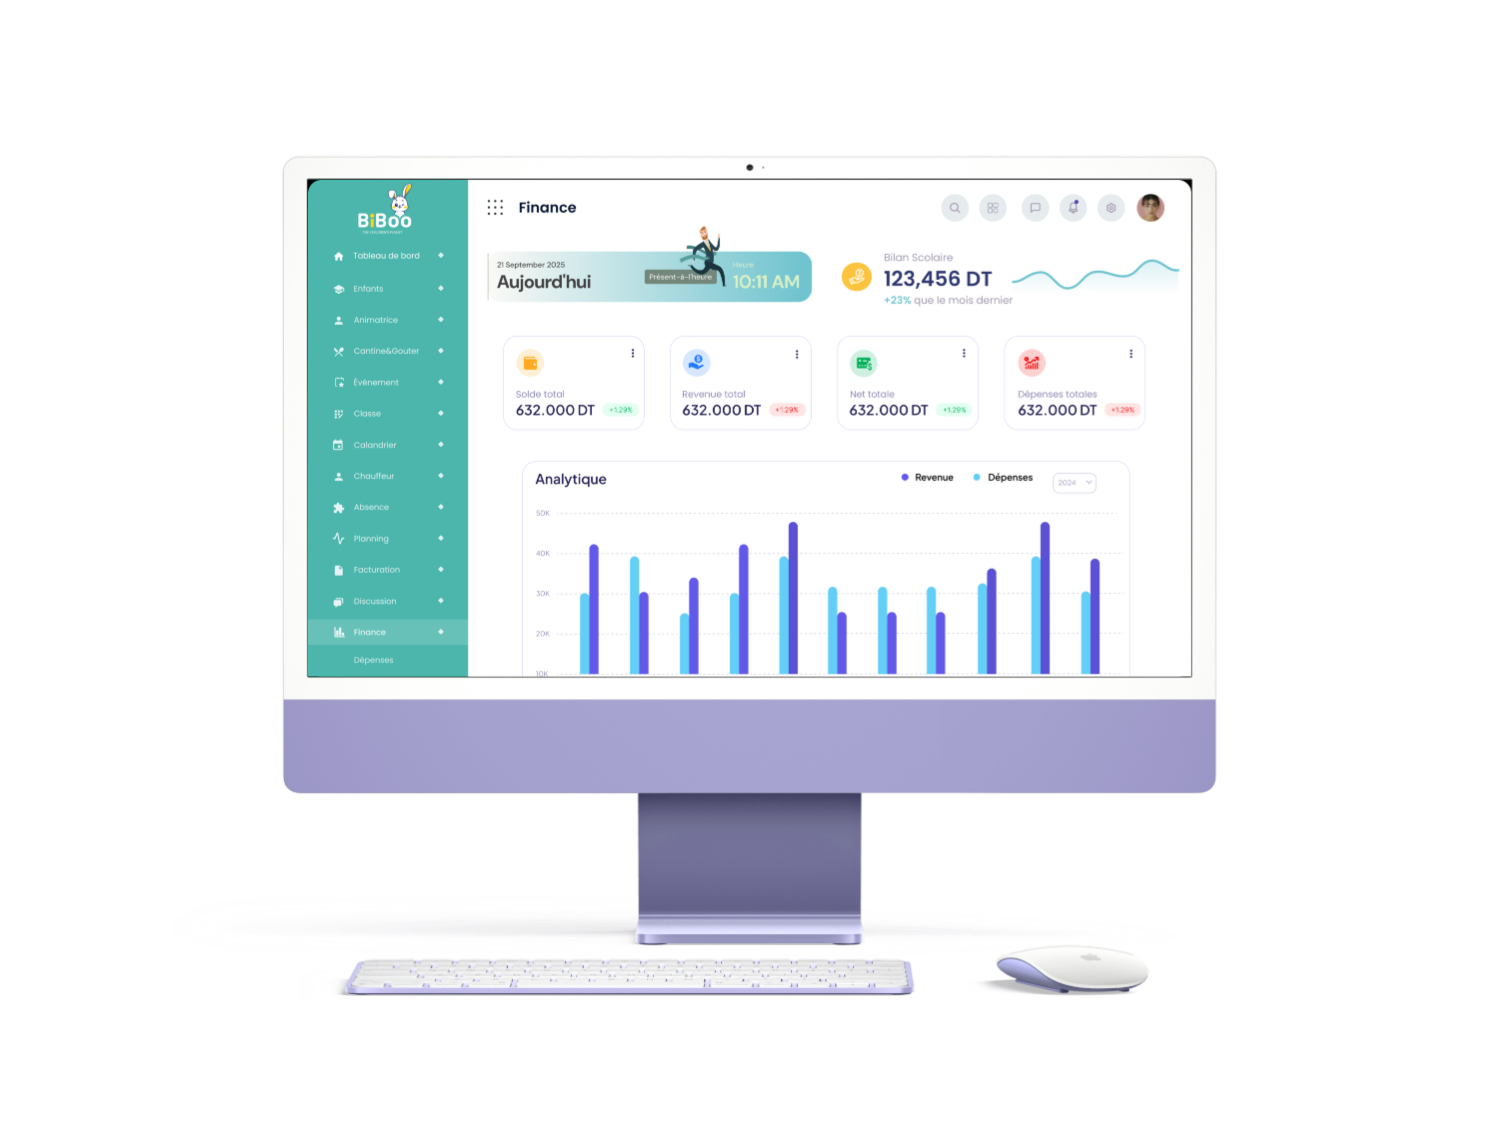 BiBoo
Tableau de bord
Enfants
Animatrice
Cantine&Gouter
Événement
Classe
Calandrier
Chauffeur
Absence
Planning
Facturation
Discussion
Finance
Dépenses
Finance
21 September 2025
Aujourd'hui
Présent-à-l'heure
Heure
10:11 AM
Bilan Scolaire
123,456 DT
+23% que le mois dernier
Solde total
632.000 DT +1.29%
Revenue total
632.000 DT +1.29%
Net totale
632.000 DT +1.29%
Dépenses totales
632.000 DT +1.29%
Analytique
Revenue
Dépenses
2024
50K
40K
30K
20K
10K